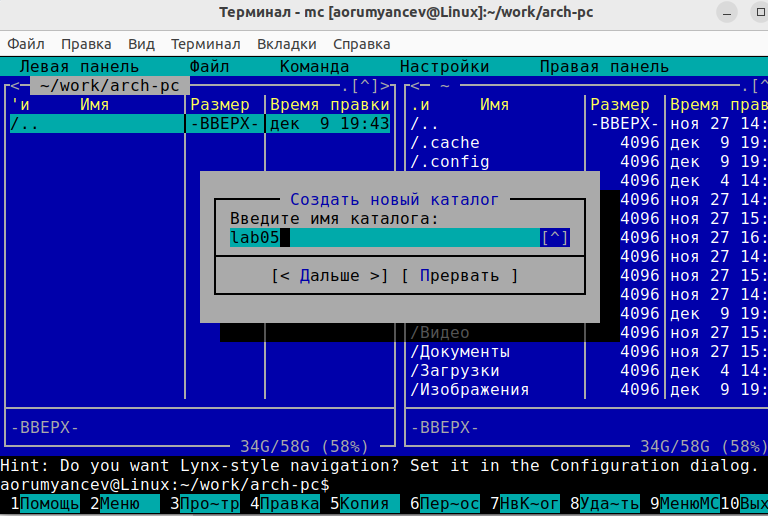 Терминал - mc [aorumyancev@Linux]:~/work/arch-pc
Файл Правка Вид Терминал Вкладки Справка
Левая панель Файл Команда Настройки Правая панель
<- ~/work/arch-pc .[^]> <- ~ .[^
'и Имя Размер Время правки .и Имя Размер Время прав
/.. -ВВЕРХ- дек 9 19:43 /.. -ВВЕРХ- ноя 27 14:
/.cache 4096 дек 9 19:
/.config 4096 дек 9 19:
4096 дек 4 14:
Создать новый каталог 4096 ноя 27 14:
Введите имя каталога: 4096 ноя 27 15:
lab05 [^] 4096 ноя 27 16:
4096 ноя 27 14:
[< Дальше >] [ Прервать ] 4096 ноя 27 15:
4096 ноя 27 14:
4096 дек 9 19:
/Видео 4096 ноя 27 15:
/Документы 4096 ноя 27 15:
/Загрузки 4096 дек 4 14:
/Изображения 4096 дек 9 19:
-ВВЕРХ- -ВВЕРХ-
34G/58G (58%) 34G/58G (58%)
Hint: Do you want Lynx-style navigation? Set it in the Configuration dialog.
aorumyancev@Linux:~/work/arch-pc$
1Помощь 2Меню 3Про~тр 4Правка 5Копия 6Пер~ос 7НвК~ог 8Уда~ть 9МенюMC 10Вых